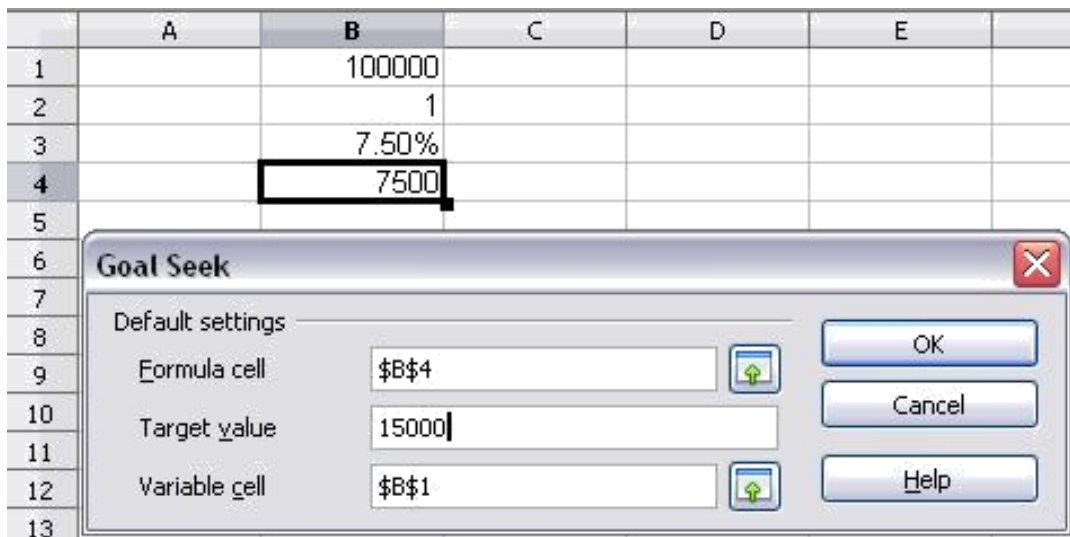 A B C D E
1 100000
2 1
3 7.50%
4 7500
5
6
7
8
9
10
11
12
13
Goal Seek
Default settings
Formula cell $B$4
Target value 15000
Variable cell $B$1
OK
Cancel
Help